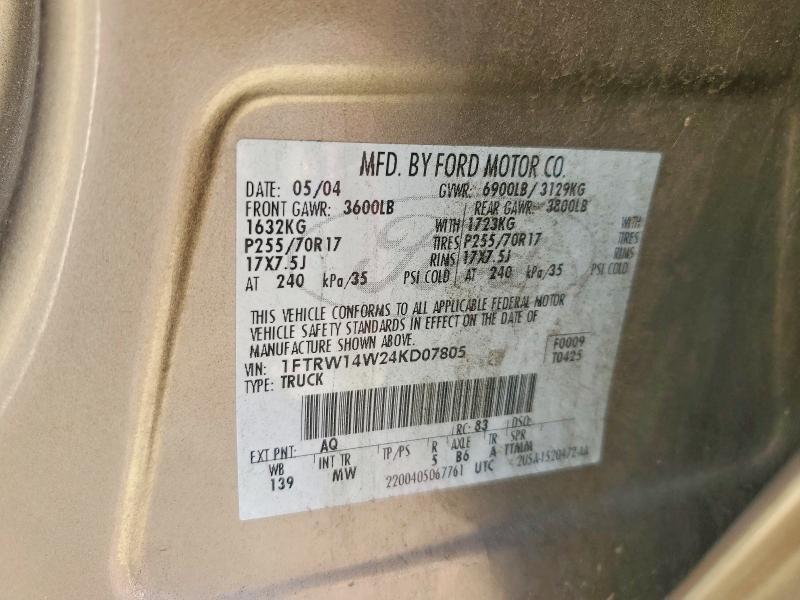 MFD. BY FORD MOTOR CO.
DATE: 05/04 GVWR: 6900LB/3129KG
FRONT GAWR: 3600LB REAR GAWR: 3800LB
1632KG WITH 1723KG WITH
P255/70R17 TIRES P255/70R17 TIRES
17X7.5J RIMS 17X7.5J RIMS
AT 240 kPa/35 PSI COLD AT 240 kPa/35 PSI COLD
THIS VEHICLE CONFORMS TO ALL APPLICABLE FEDERAL MOTOR
VEHICLE SAFETY STANDARDS IN EFFECT ON THE DATE OF
MANUFACTURE SHOWN ABOVE.
VIN: 1FTRW14W24KD07805 F0009
TYPE: TRUCK T0425
EXT PNT: AQ RC: 83 DSO:
WB INT TR TP/PS R AXLE TR SPR
139 MW 5 B6 A TTMM
2200405067761 UTC